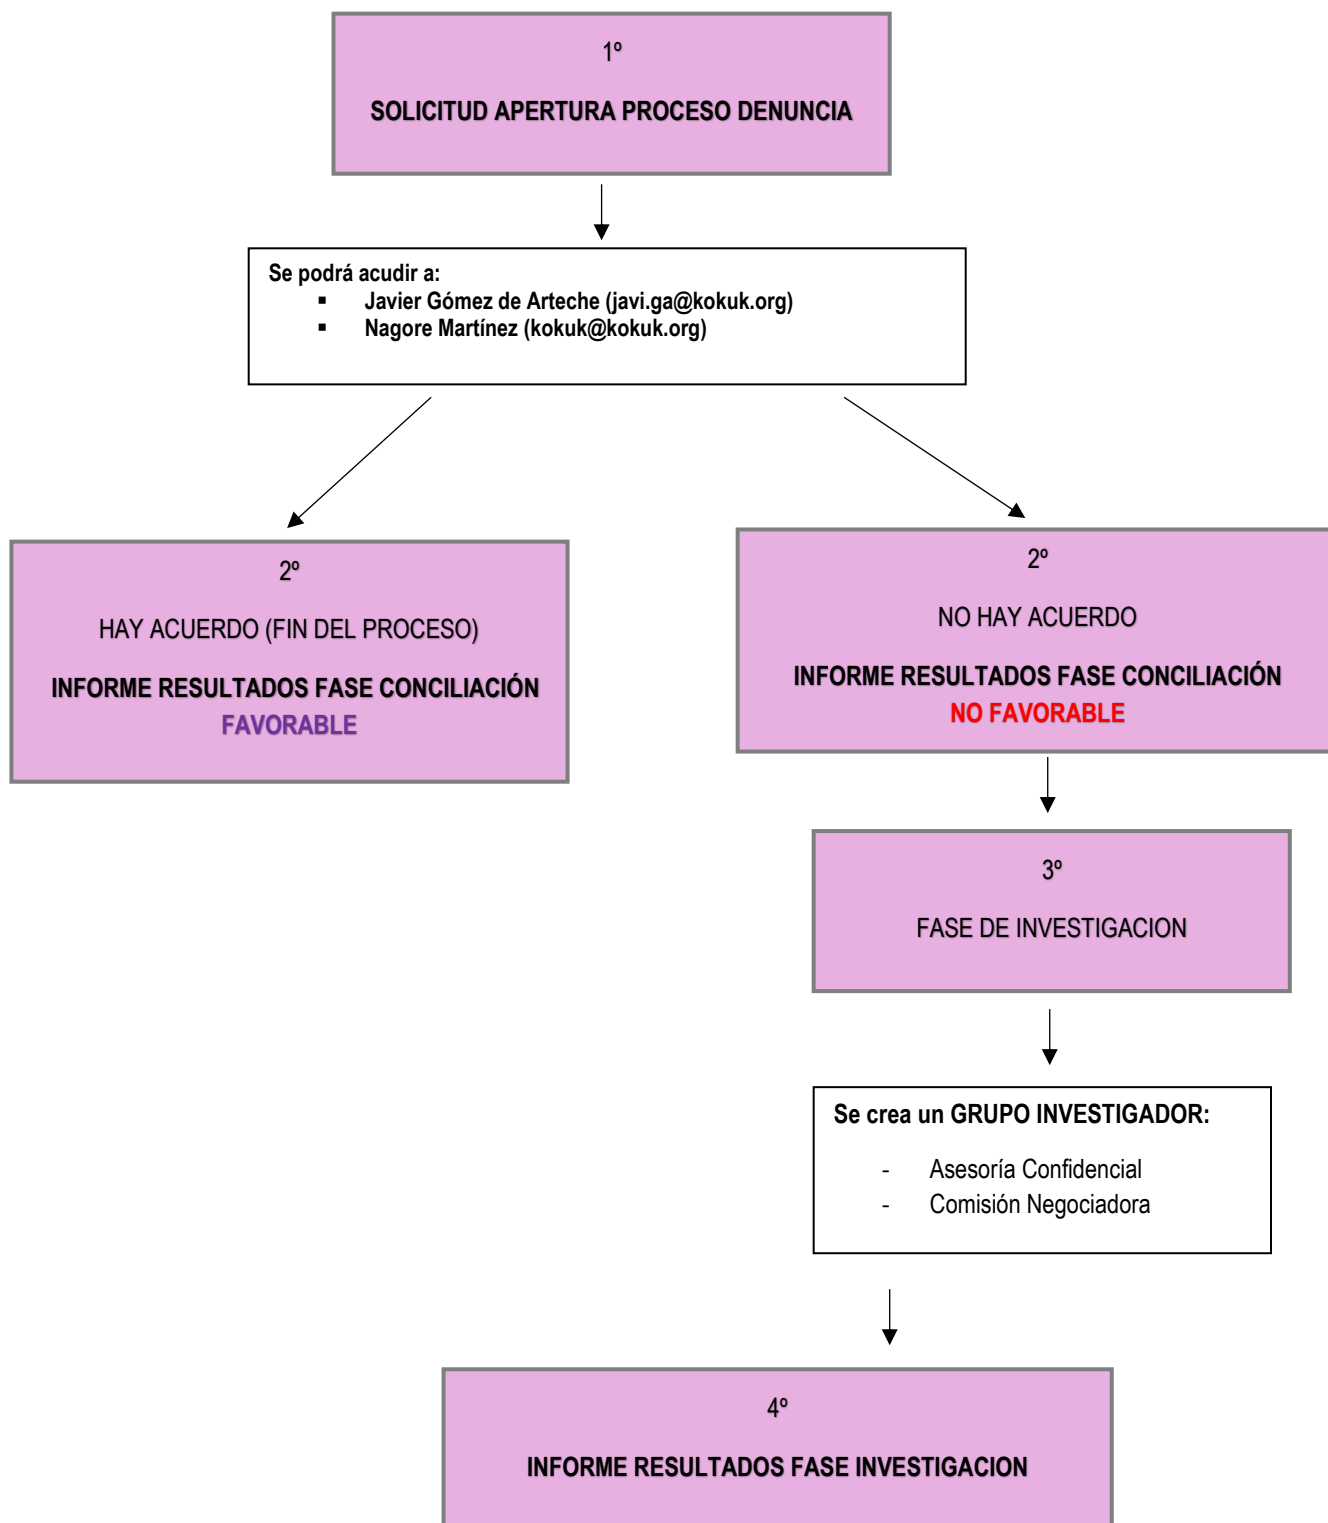 1º
SOLICITUD APERTURA PROCESO DENUNCIA
Se podrá acudir a:
▪ Javier Gómez de Arteche (javi.ga@kokuk.org)
▪ Nagore Martínez (kokuk@kokuk.org)
2º
HAY ACUERDO (FIN DEL PROCESO)
INFORME RESULTADOS FASE CONCILIACIÓN
FAVORABLE
2º
NO HAY ACUERDO
INFORME RESULTADOS FASE CONCILIACIÓN
NO FAVORABLE
3º
FASE DE INVESTIGACION
Se crea un GRUPO INVESTIGADOR:
- Asesoría Confidencial
- Comisión Negociadora
4º
INFORME RESULTADOS FASE INVESTIGACION